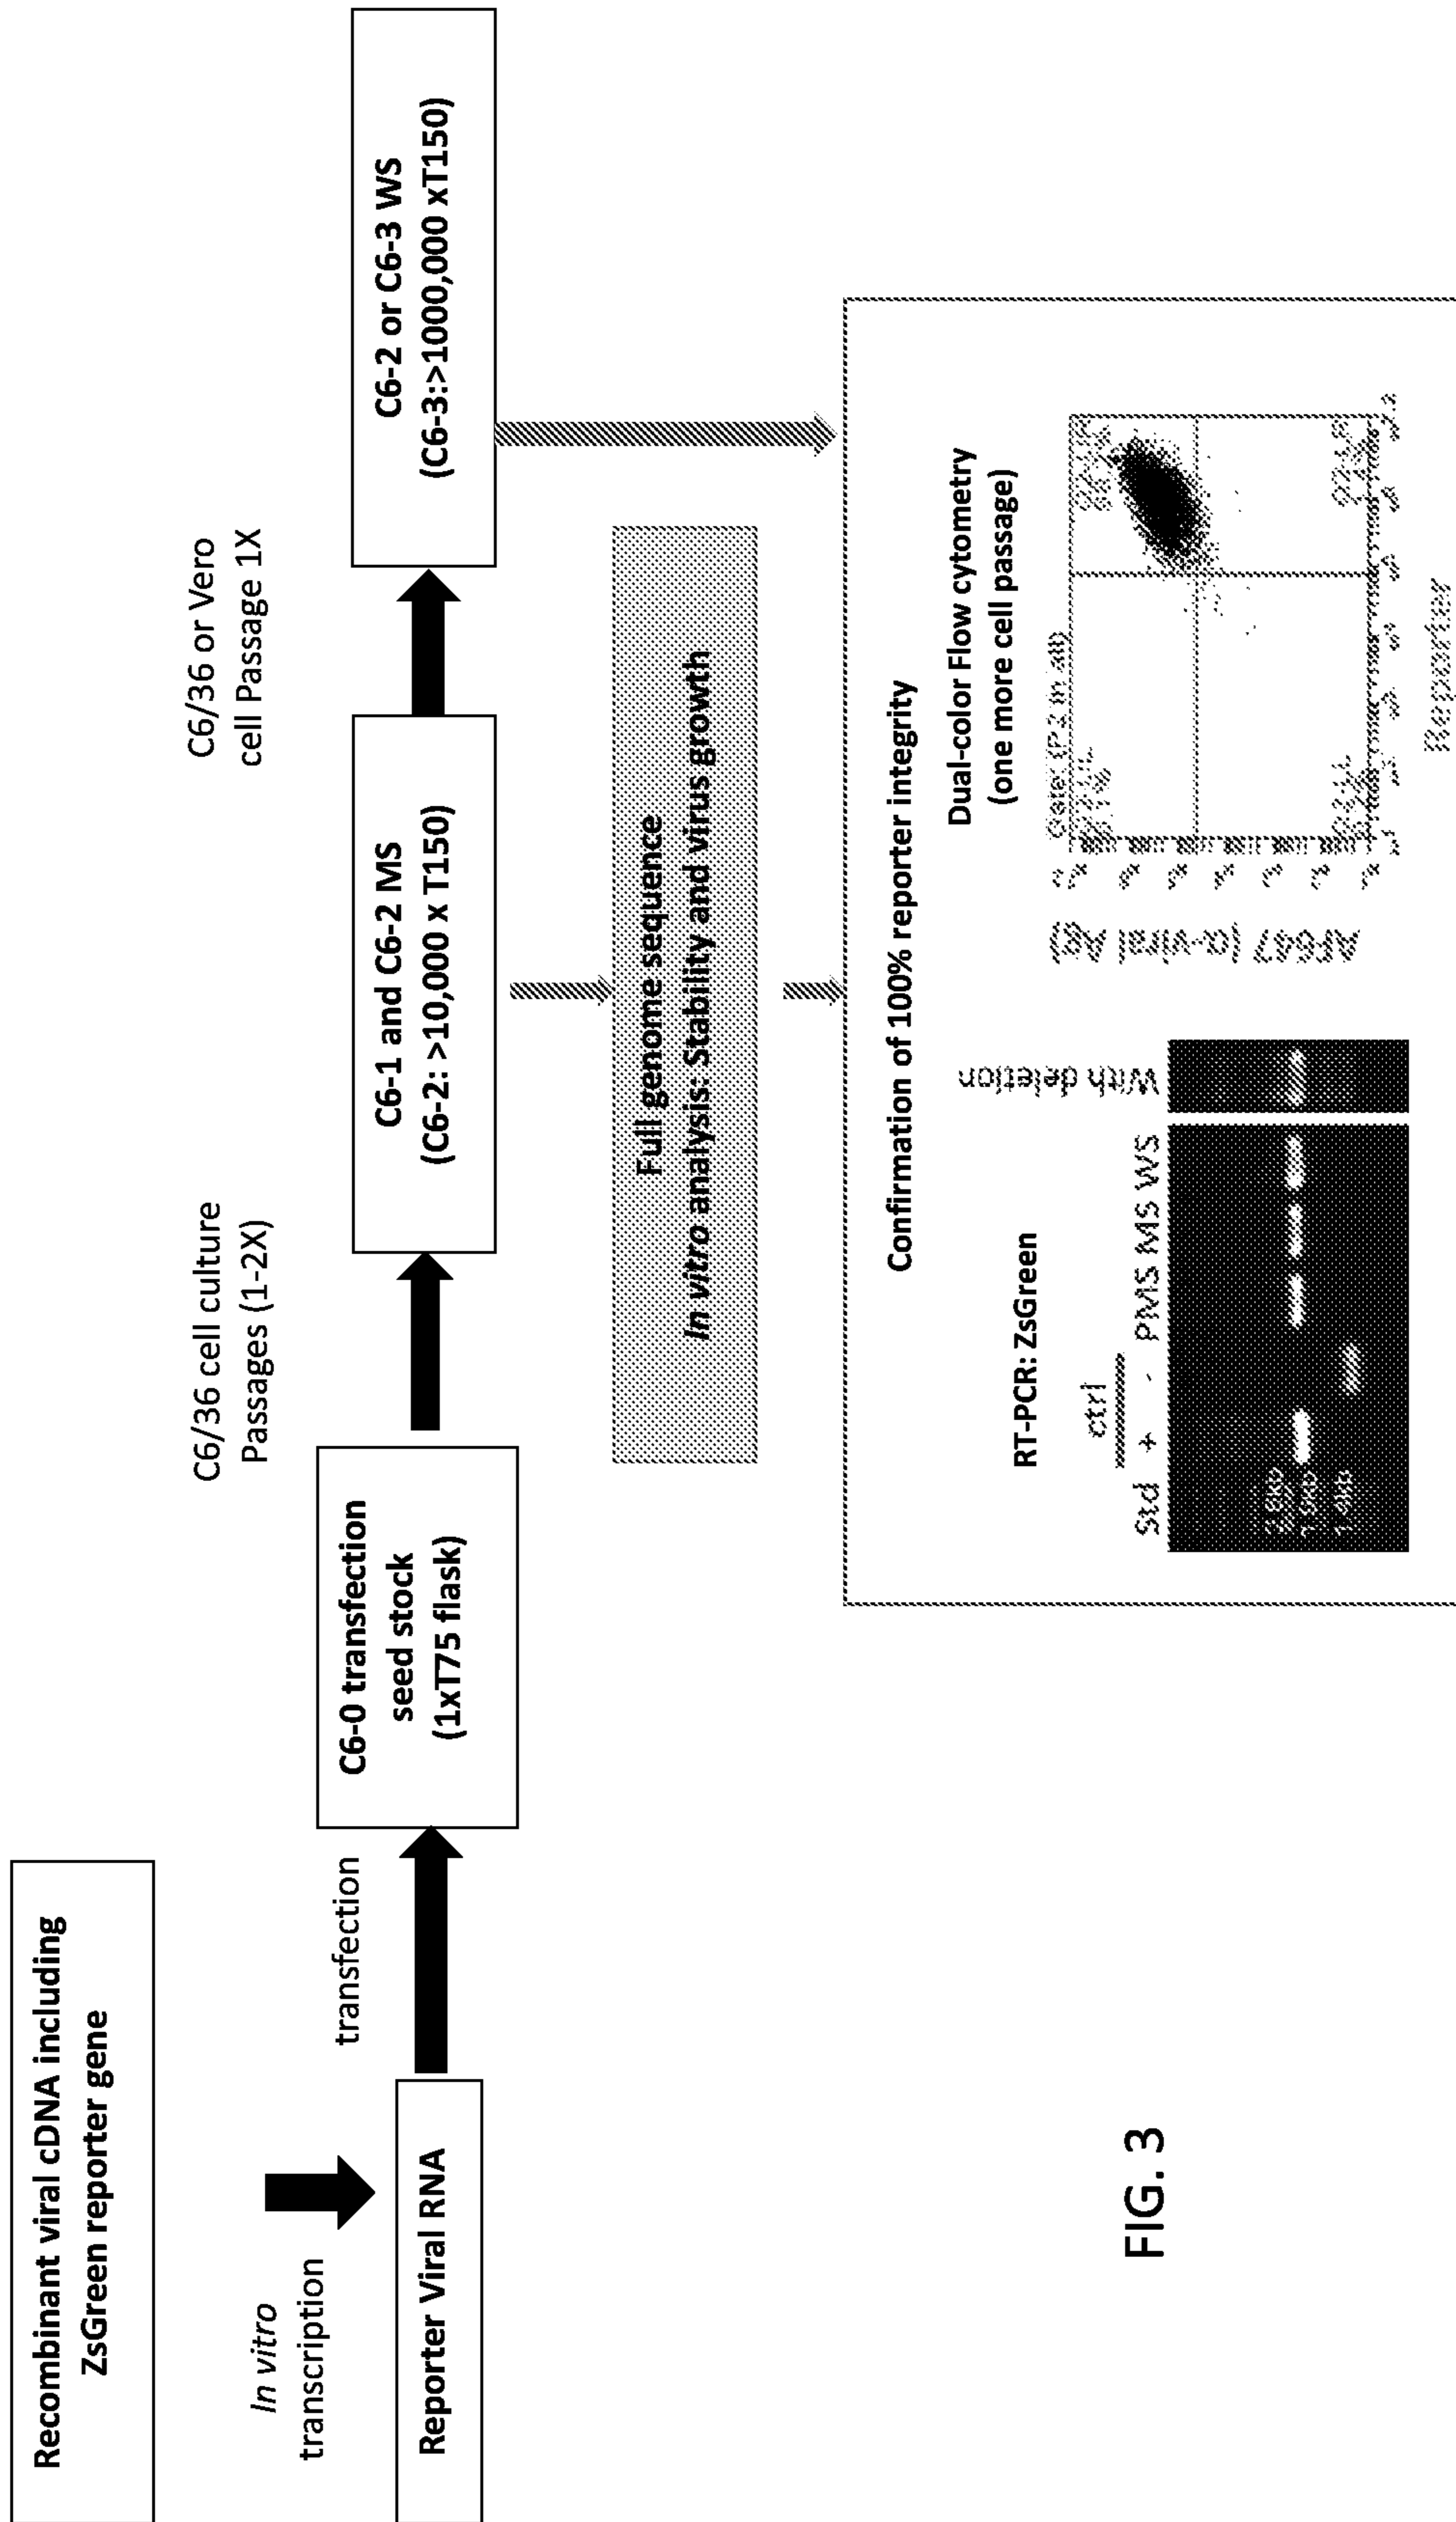 Recombinant viral cDNA including
ZsGreen reporter gene
In vitro
transcription
Reporter Viral RNA
transfection
C6-0 transfection
seed stock
(1xT75 flask)
C6/36 cell culture
Passages (1-2X)
C6-1 and C6-2 MS
(C6-2: >10,000 x T150)
C6/36 or Vero
cell Passage 1X
C6-2 or C6-3 WS
(C6-3:>1000,000 xT150)
Full genome sequence
In vitro analysis: Stability and virus growth
Confirmation of 100% reporter integrity
RT-PCR: ZsGreen
ctrl
Std + - PMS MS WS
With deletion
Dual-color Flow cytometry
(one more cell passage)
Gate: (P2 in all)
AF647 (α-viral Ag)
Reporter
FIG. 3